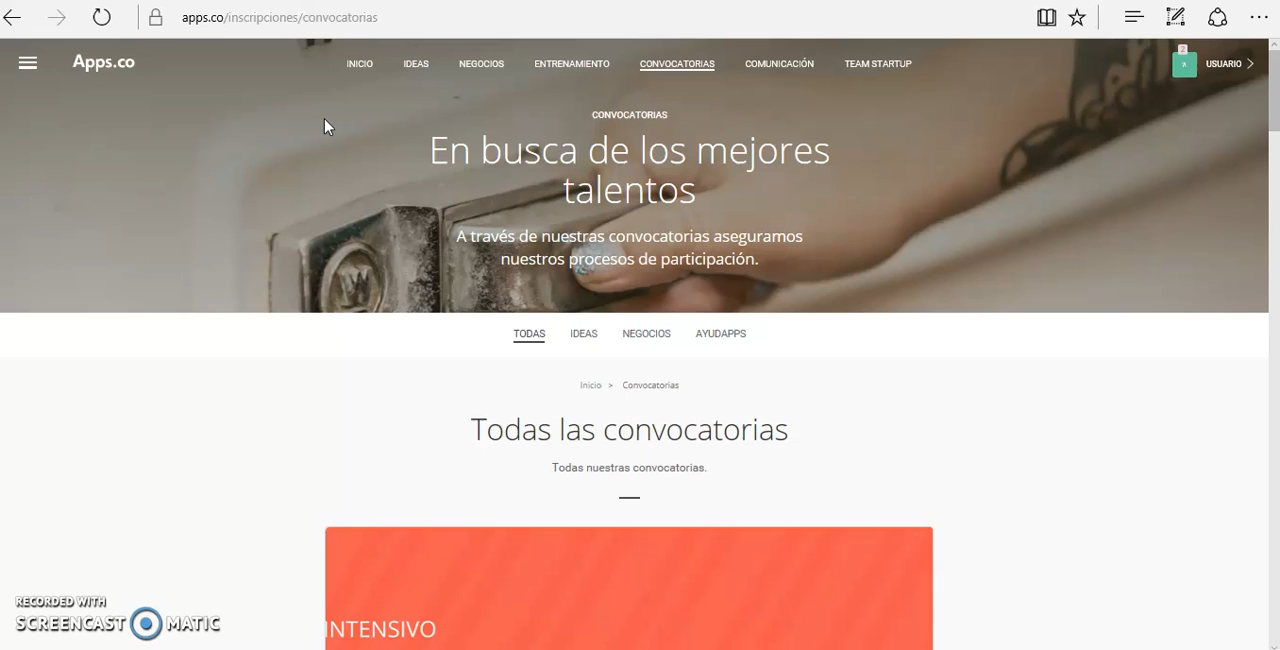 apps.co/inscripciones/convocatorias
Apps.co
INICIO
IDEAS
NEGOCIOS
ENTRENAMIENTO
CONVOCATORIAS
COMUNICACIÓN
TEAM STARTUP
2
USUARIO
CONVOCATORIAS
En busca de los mejores
talentos
A través de nuestras convocatorias aseguramos
nuestros procesos de participación.
W
TODAS
IDEAS
NEGOCIOS
AYUDAPPS
Inicio > Convocatorias
Todas las convocatorias
Todas nuestras convocatorias.
INTENSIVO
RECORDED WITH
SCREENCAST MATIC